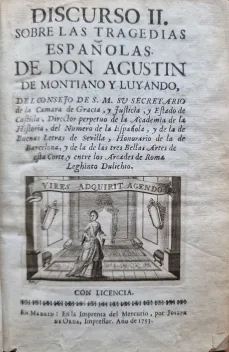 DISCURSO II.
SOBRE LAS TRAGEDIAS
ESPAÑOLAS.
DE DON AGUSTIN
DE MONTIANO Y LUYANDO,
DEL CONSEJO DE S. M. SU SECRETARIO
de la Camara de Gracia, y Justicia, y Estado de
Castilla, Director perpetuo de la Academia de la
Historia, del Numero de la Española, y de la de
Buenas Letras de Sevilla, Honorario de la de
Barcelona, y de la de las tres Bellas Artes de
esta Corte, y entre los Arcades de Roma
Leghinto Dulichio.
VIRES ADQUIRIT AGENDO
CON LICENCIA.
EN MADRID: En la Imprenta del Mercurio, por JOSEPH
DE ORGA, Impressor. Año de 1753.